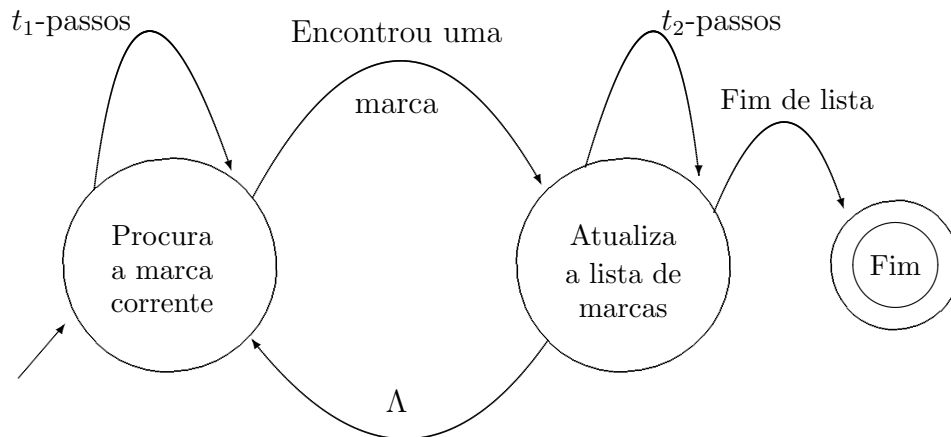 t₁-passos
Encontrou uma
marca
t₂-passos
Fim de lista
Procura
a marca
corrente
Atualiza
a lista de
marcas
Fim
Λ